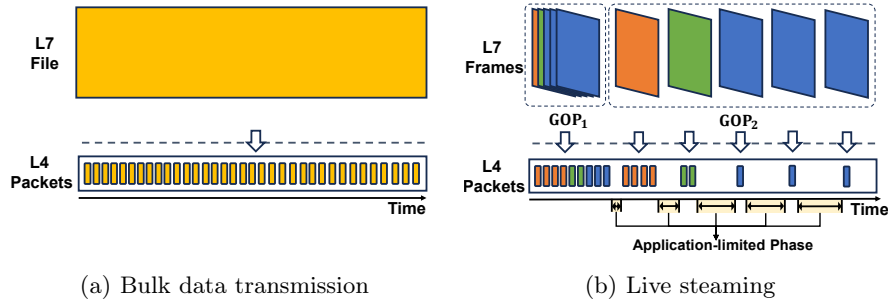 L7
File
L4
Packets
Time
(a) Bulk data transmission
L7
Frames
GOP₁
GOP₂
L4
Packets
Time
Application-limited Phase
(b) Live steaming